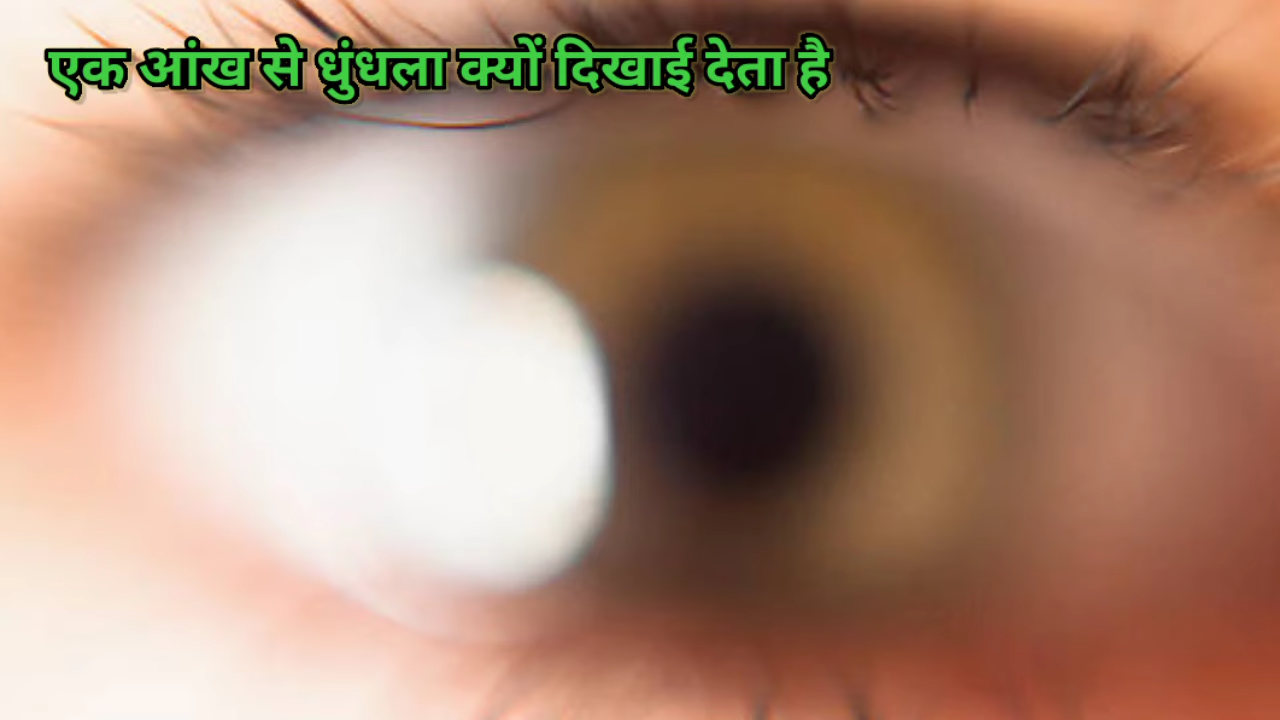 एक आंख से धुंधला क्यों दिखाई देता है